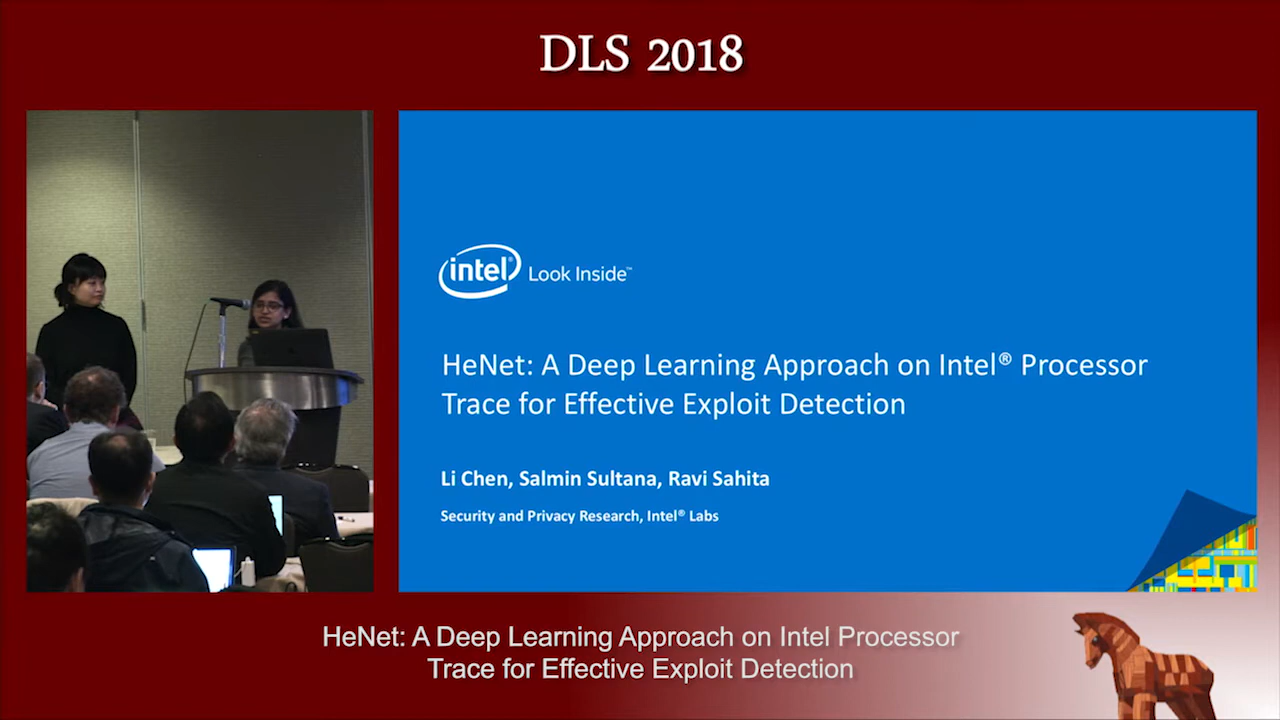 DLS 2018
intel® Look Inside™
HeNet: A Deep Learning Approach on Intel® Processor
Trace for Effective Exploit Detection
Li Chen, Salmin Sultana, Ravi Sahita
Security and Privacy Research, Intel® Labs
HeNet: A Deep Learning Approach on Intel Processor
Trace for Effective Exploit Detection